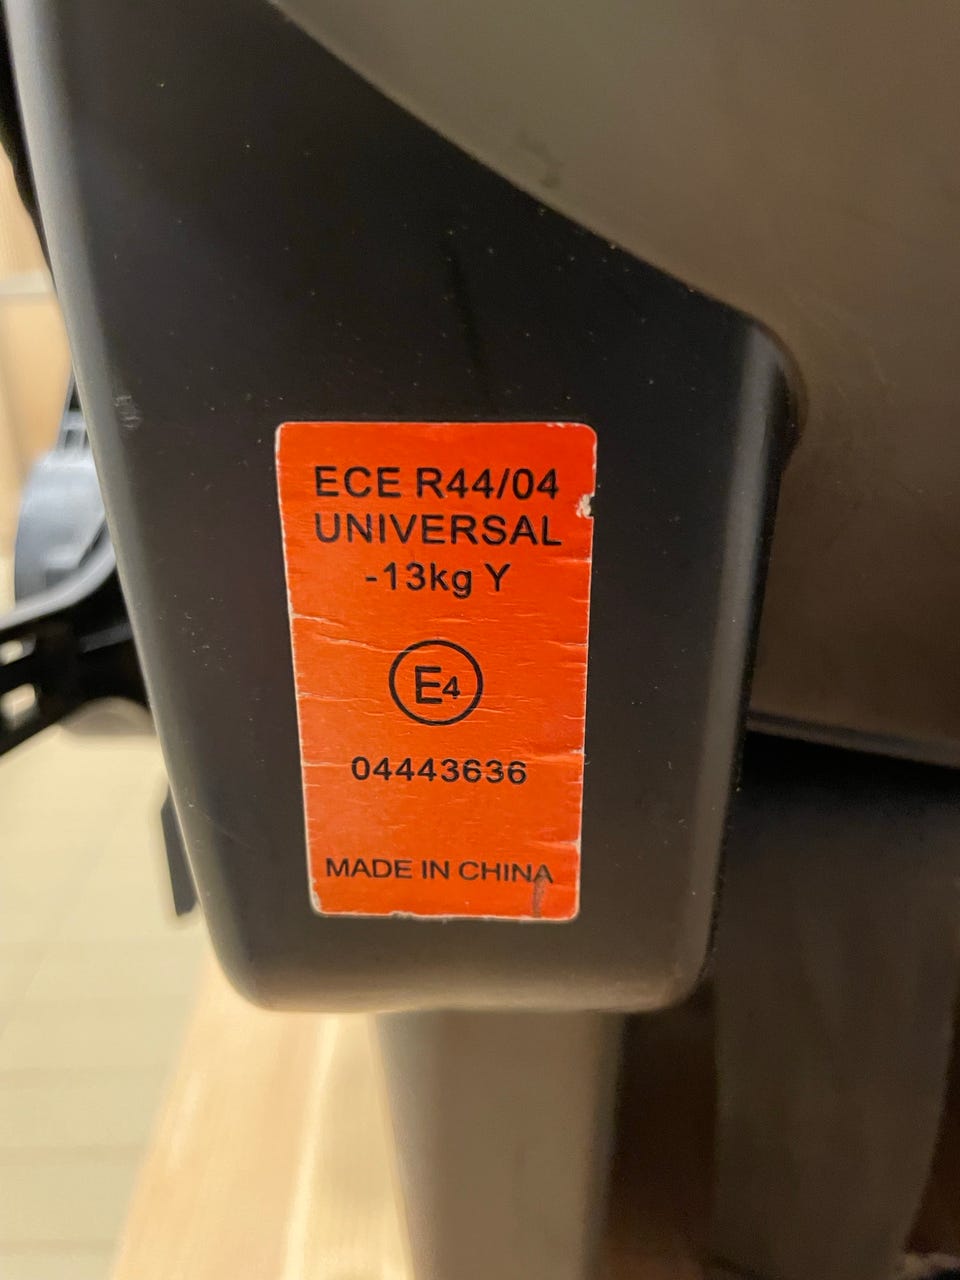 ECE R44/04
UNIVERSAL
-13kg Y
E4
04443636
MADE IN CHINA